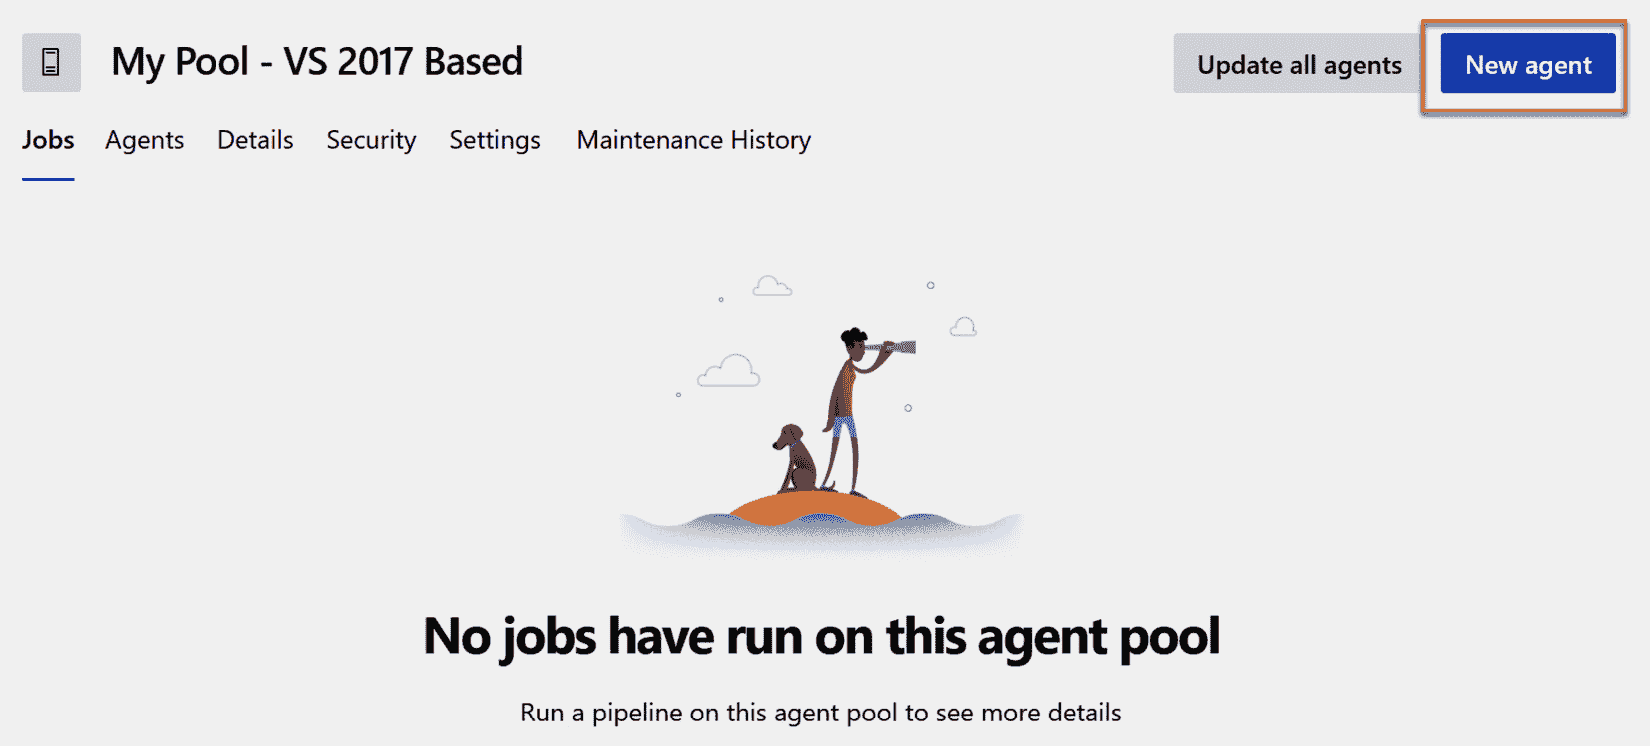 My Pool - VS 2017 Based
Update all agents
New agent
Jobs Agents Details Security Settings Maintenance History
No jobs have run on this agent pool
Run a pipeline on this agent pool to see more details